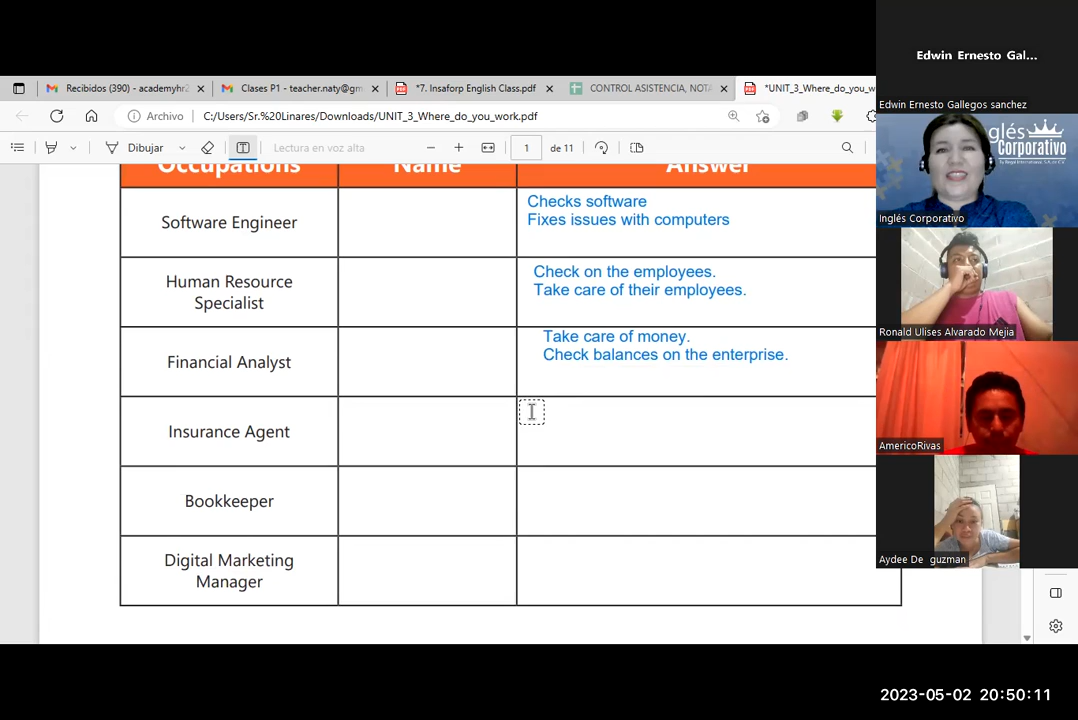 Edwin Ernesto Gal...
Edwin Ernesto Gallegos sanchez
Recibidos (390) - academyhr2
Clases P1 - teacher.naty@gm
*7. Insaforp English Class.pdf
CONTROL ASISTENCIA, NOTA
*UNIT_3_Where_do_you_w
Archivo
C:/Users/Sr.%20Linares/Downloads/UNIT_3_Where_do_you_work.pdf
Dibujar
Lectura en voz alta
1
de 11
glés
Corporativo
Inglés Corporativo
Occupations
Name
Answer
Software Engineer
Checks software
Fixes issues with computers
Human Resource
Specialist
Check on the employees.
Take care of their employees.
Ronald Ulises Alvarado Mejia
Financial Analyst
Take care of money.
Check balances on the enterprise.
Insurance Agent
AmericoRivas
Bookkeeper
Digital Marketing
Manager
Aydee De guzman
2023-05-02 20:50:11